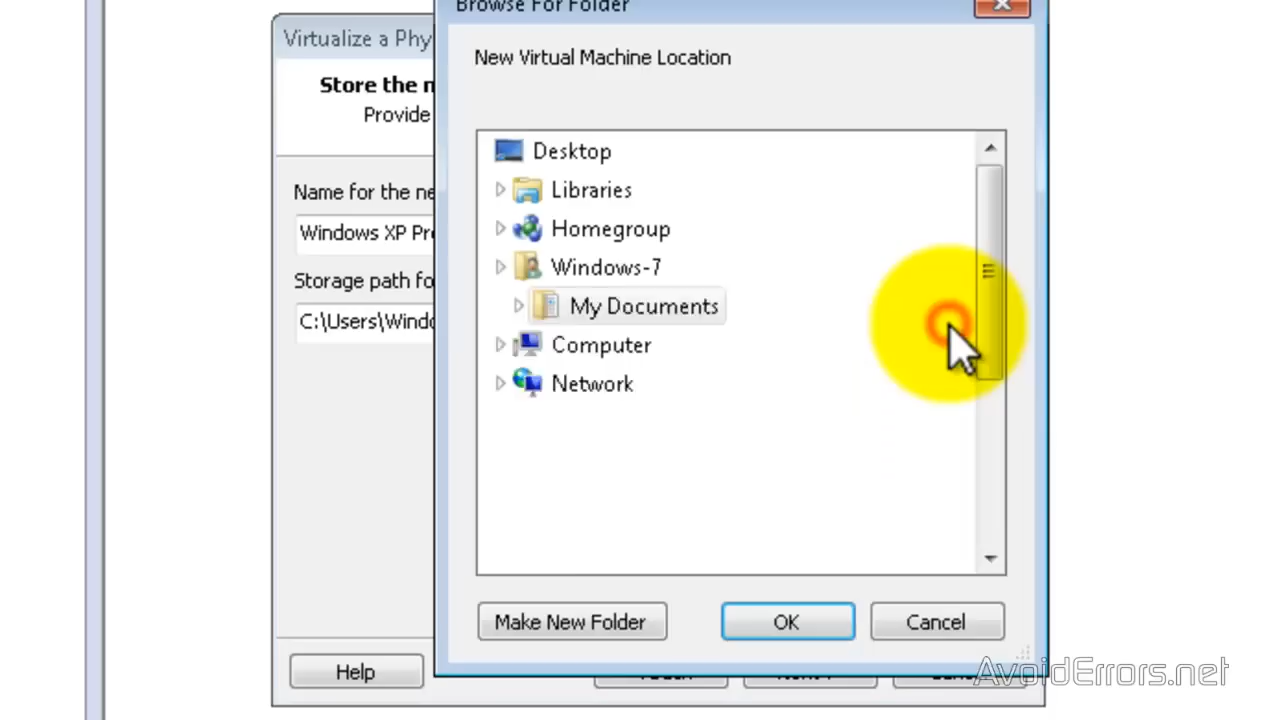 Browse For Folder
Virtualize a Phy
New Virtual Machine Location
Store the n
Provide
Desktop
Libraries
Name for the ne
Homegroup
Windows XP Pr
Windows-7
Storage path fo
My Documents
C:\Users\Windo
Computer
Network
Make New Folder
OK
Cancel
Help
AvoidErrors.net